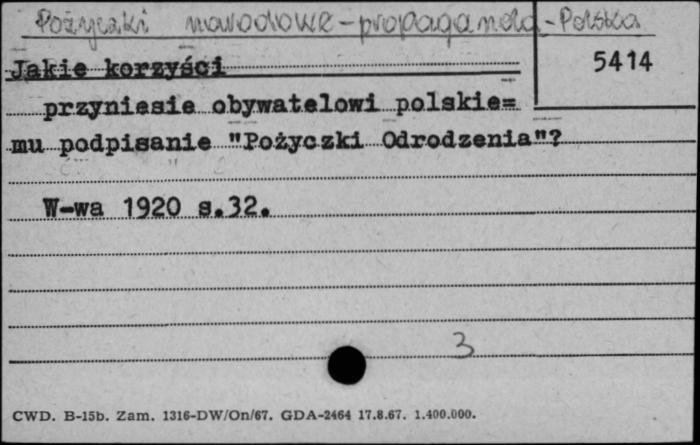 Pożyczki narodowe - propaganda - Polska
Jakie korzyści
5414
przyniesie obywatelowi polskie=
mu podpisanie "Pożyczki Odrodzenia"?
W-wa 1920 s.32.
3
CWD. B-15b. Zam. 1316-DW/On/67. GDA-2464 17.8.67. 1.400.000.